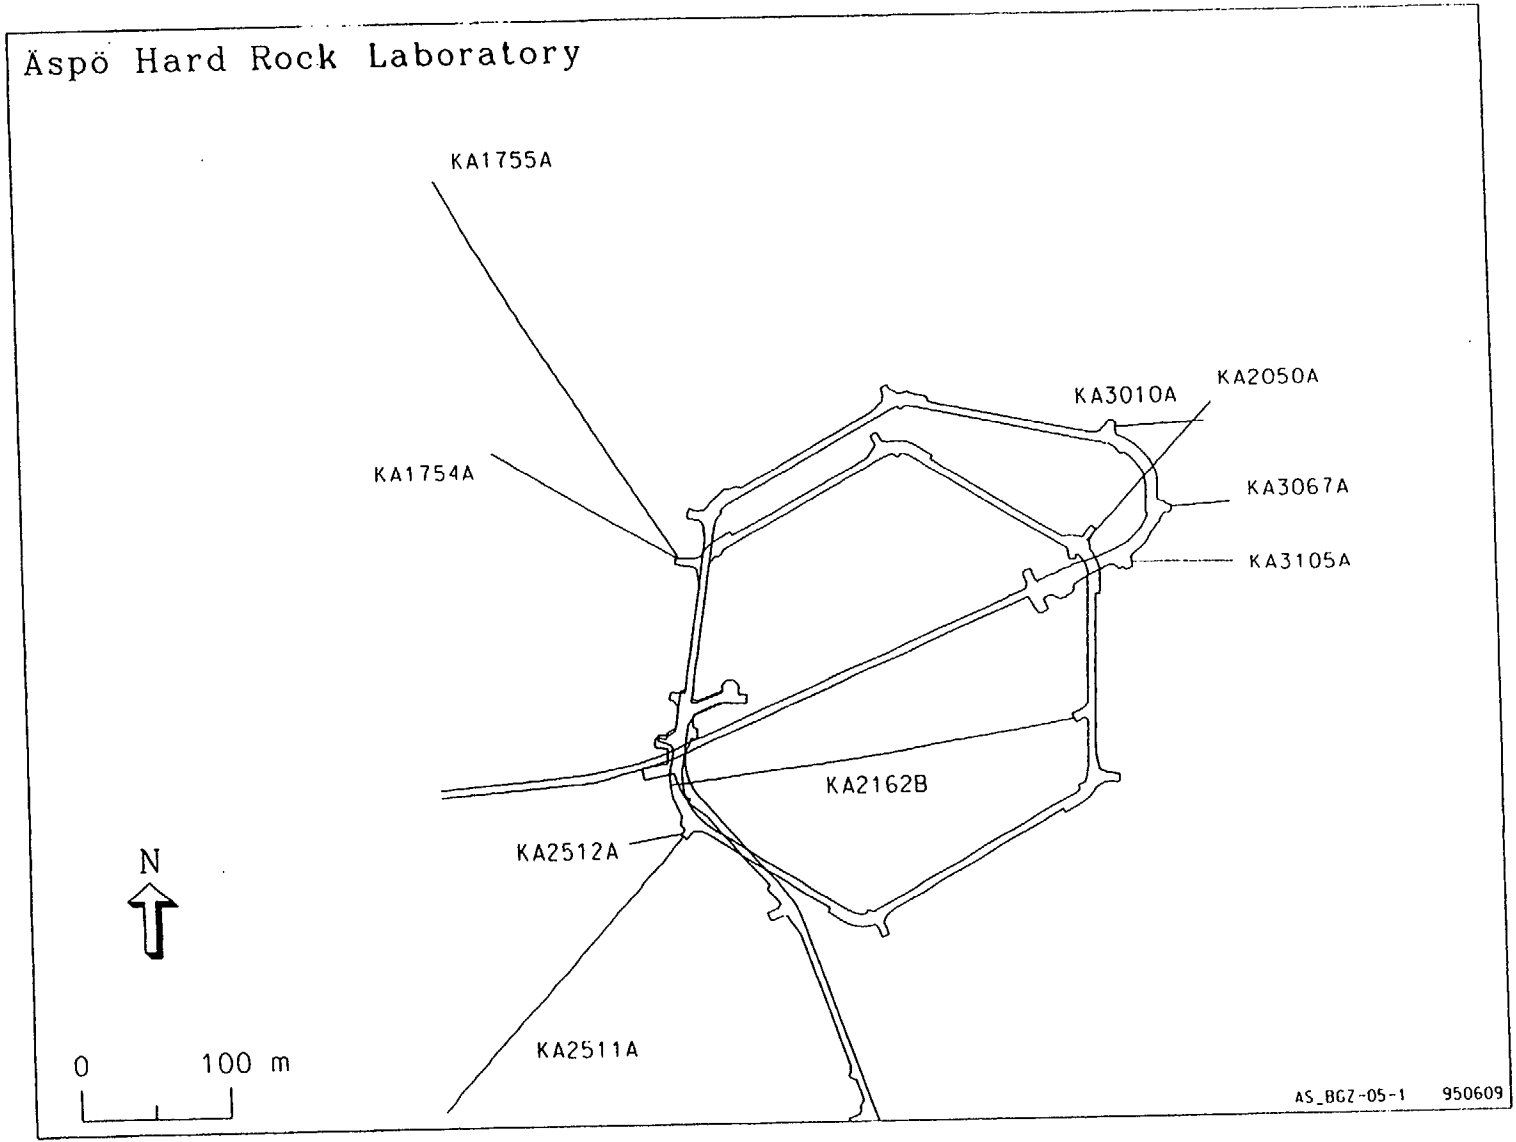 Äspö Hard Rock Laboratory
KA1755A
KA2050A
KA3010A
KA1754A
KA3067A
KA3105A
KA2162B
KA2512A
N
KA2511A
0 100 m
AS_BGZ-05-1 950609